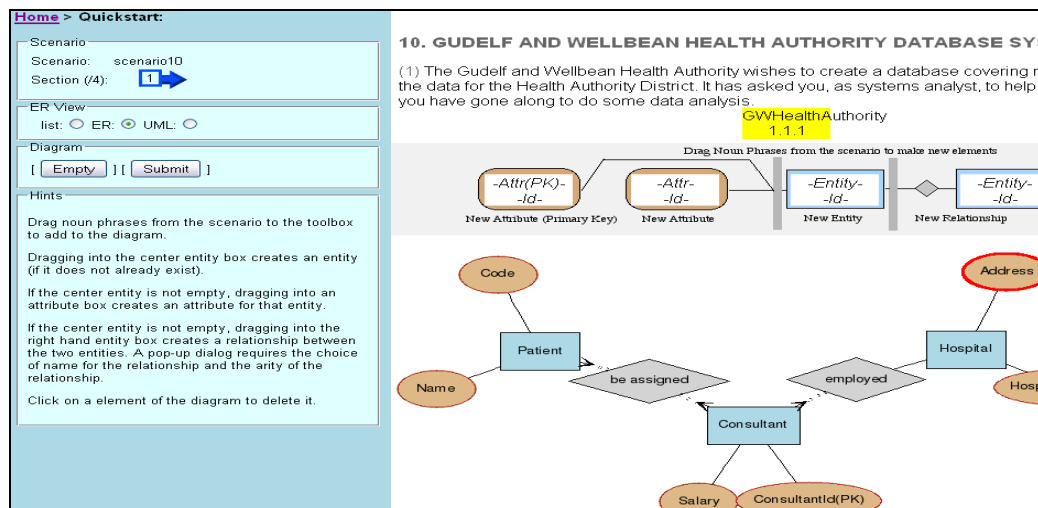 Home > Quickstart:
Scenario
Scenario: scenario10
Section (/4): 1
ER View
list: ER: UML:
Diagram
[ Empty ] [ Submit ]
Hints
Drag noun phrases from the scenario to the toolbox
to add to the diagram.
Dragging into the center entity box creates an entity
(if it does not already exist).
If the center entity is not empty, dragging into an
attribute box creates an attribute for that entity.
If the center entity is not empty, dragging into the
right hand entity box creates a relationship between
the two entities. A pop-up dialog requires the choice
of name for the relationship and the arity of the
relationship.
Click on a element of the diagram to delete it.
10. GUDELF AND WELLBEAN HEALTH AUTHORITY DATABASE SY
(1) The Gudelf and Wellbean Health Authority wishes to create a database covering
the data for the Health Authority District. It has asked you, as systems analyst, to help
you have gone along to do some data analysis.
GWHealthAuthority
1.1.1
Drag Noun Phrases from the scenario to make new elements
-Attr(PK)-
-Id-
New Attribute (Primary Key)
-Attr-
-Id-
New Attribute
-Entity-
-Id-
New Entity
New Relationship
-Entity-
-Id-
Code
Address
Patient
Hospital
Name
be assigned
employed
Hosp
Consultant
Salary
ConsultantId(PK)